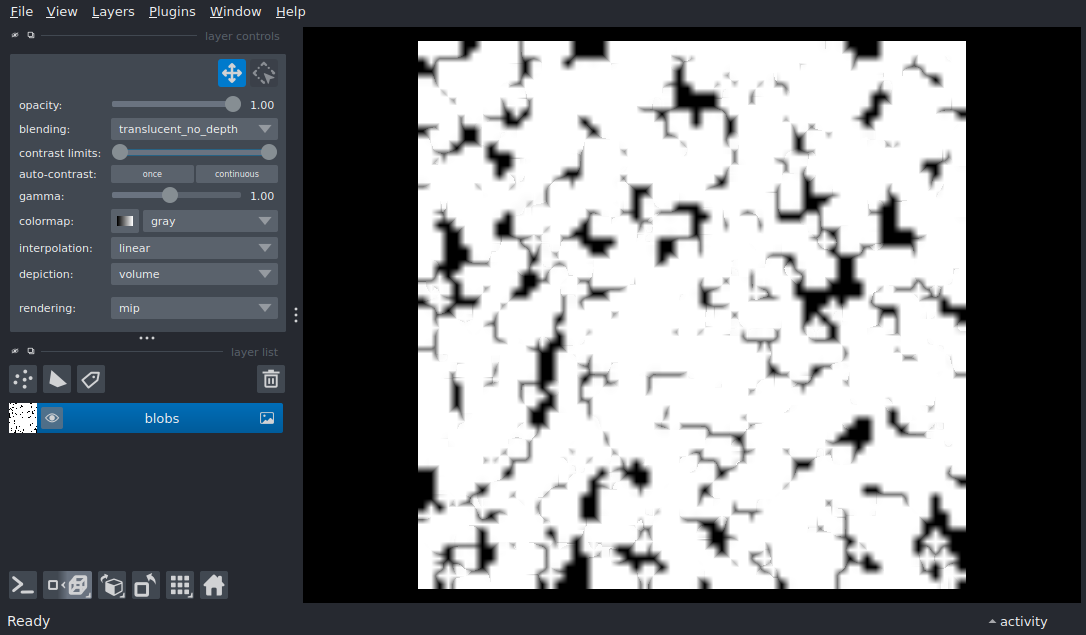 File View Layers Plugins Window Help
layer controls
opacity: 1.00
blending: translucent_no_depth
contrast limits:
auto-contrast: once continuous
gamma: 1.00
colormap: gray
interpolation: linear
depiction: volume
rendering: mip
layer list
blobs
Ready activity